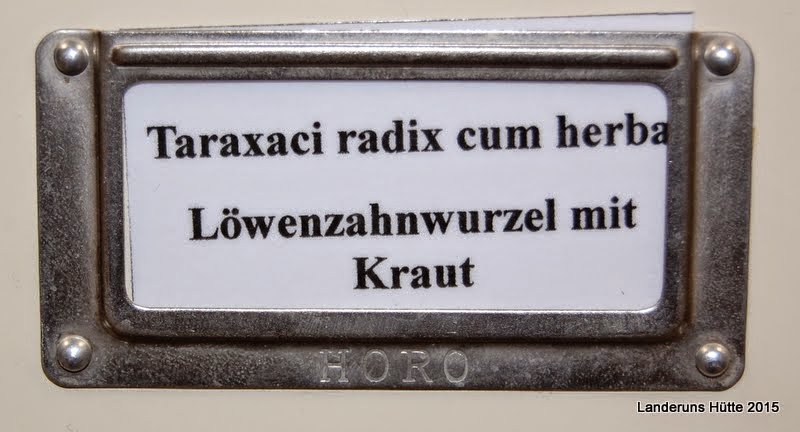 Taraxaci radix cum herba
Löwenzahnwurzel mit
Kraut
HORO
Landeruns Hütte 2015